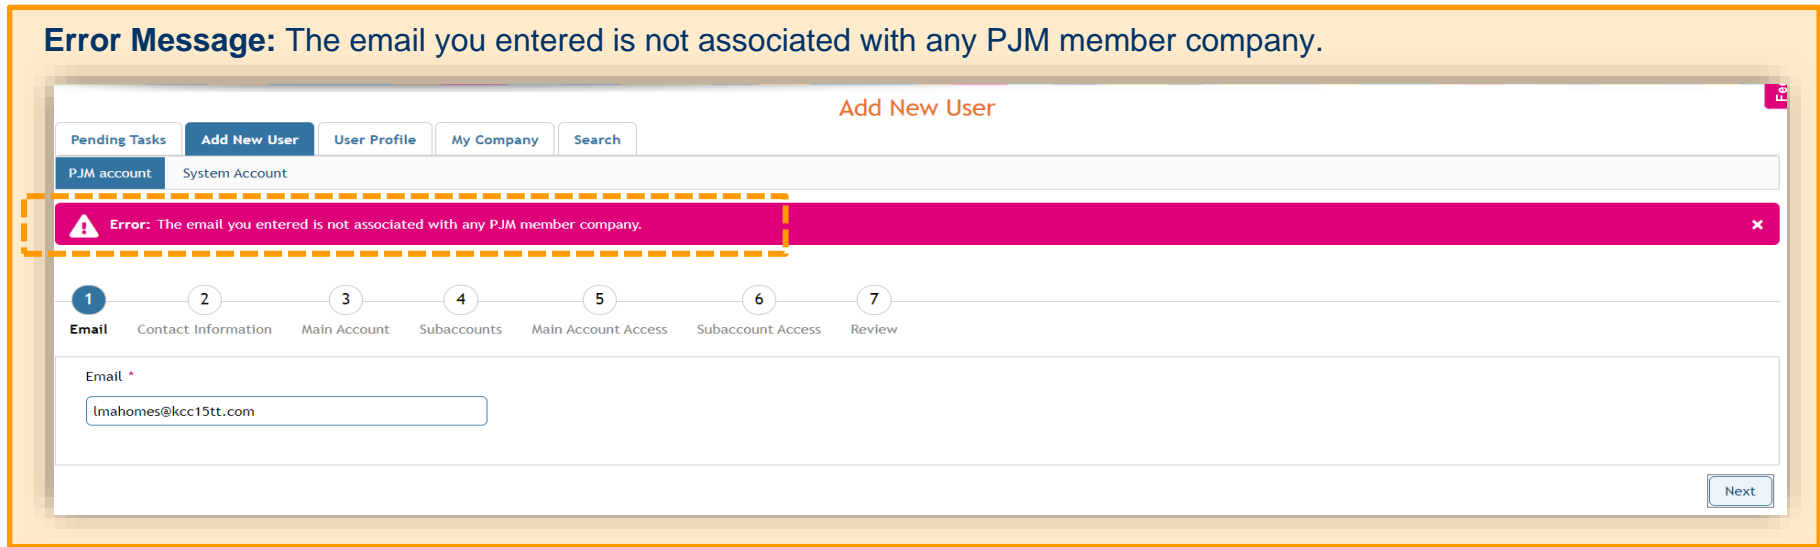 Error Message: The email you entered is not associated with any PJM member company.
Add New User
Pending Tasks Add New User User Profile My Company Search
PJM account System Account
Error: The email you entered is not associated with any PJM member company.
1 2 3 4 5 6 7
Email Contact Information Main Account Subaccounts Main Account Access Subaccount Access Review
Email *
lmahomes@kcc15tt.com
Next